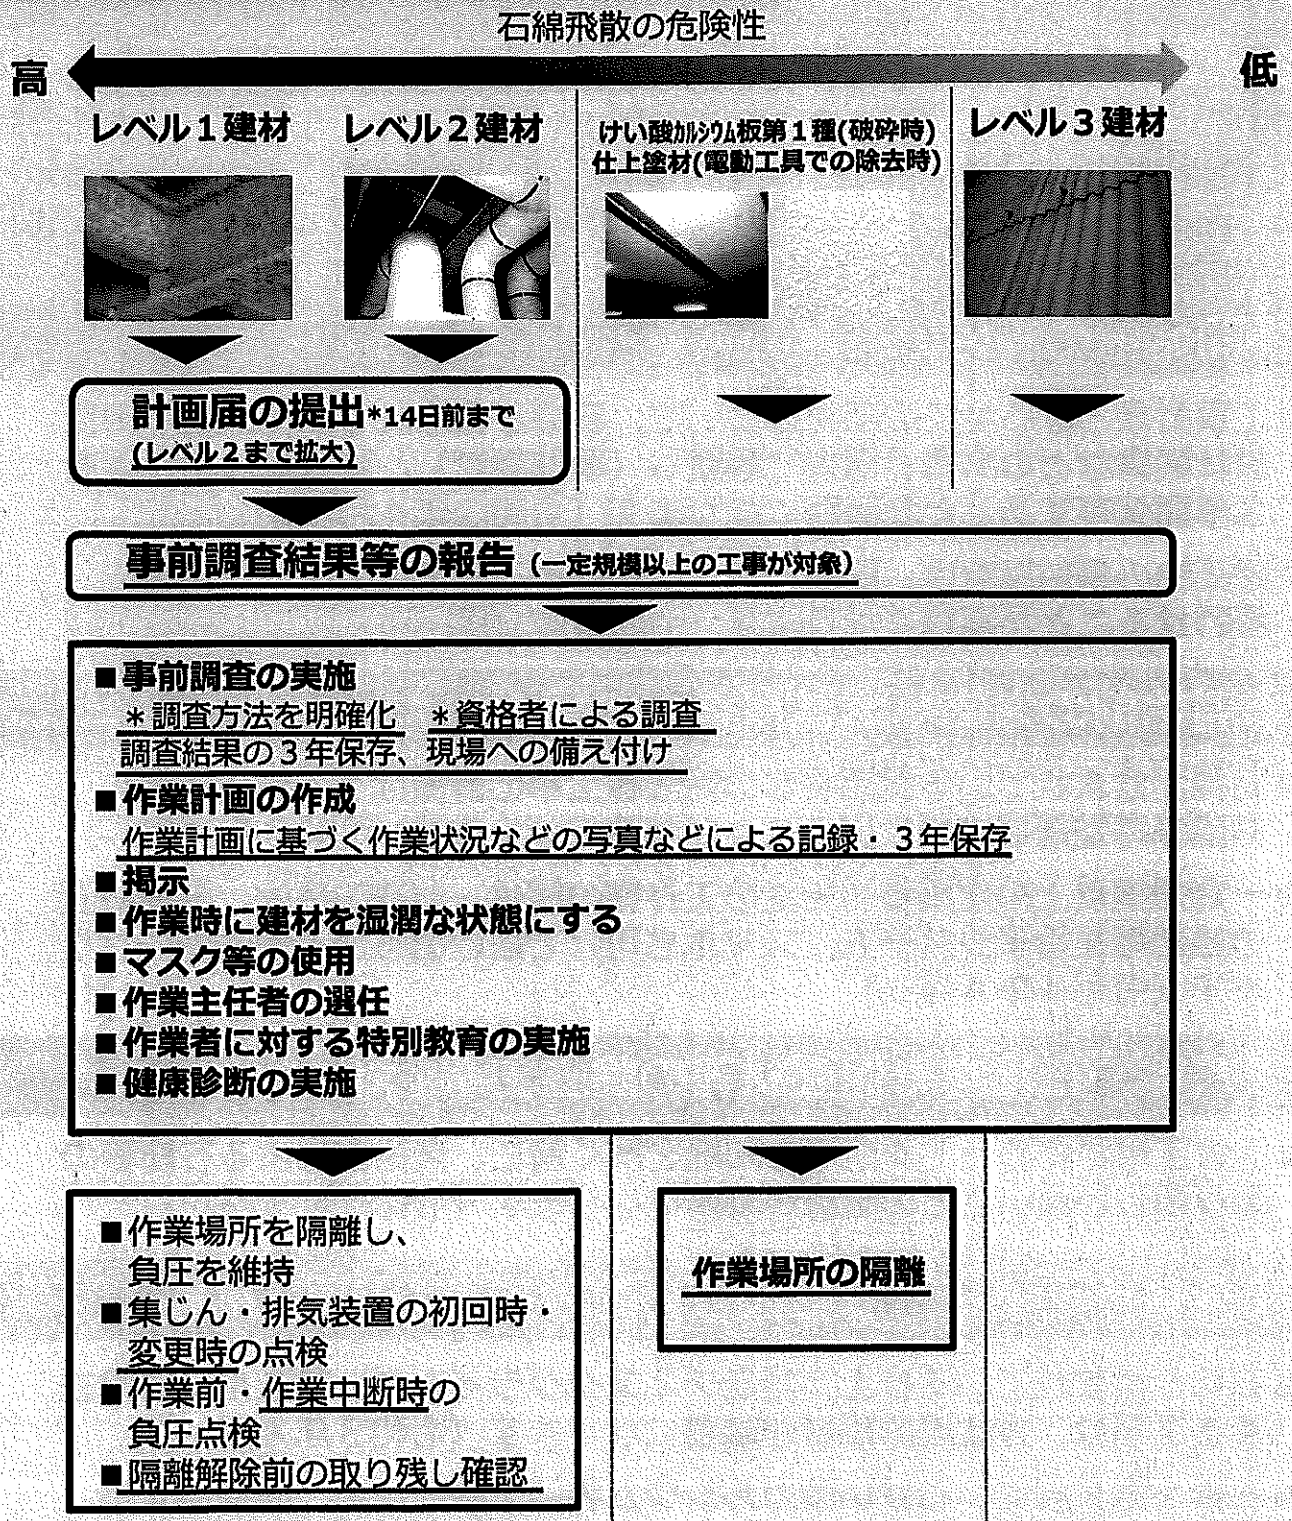 石綿飛散の危険性
高
低
レベル１建材
レベル２建材
けい酸ｶﾙｼｳﾑ板第１種(破砕時)
仕上塗材(電動工具での除去時)
レベル３建材
計画届の提出*14日前まで
(レベル２まで拡大)
事前調査結果等の報告（一定規模以上の工事が対象）
■事前調査の実施
＊調査方法を明確化　＊資格者による調査
調査結果の３年保存、現場への備え付け
■作業計画の作成
作業計画に基づく作業状況などの写真などによる記録・３年保存
■掲示
■作業時に建材を湿潤な状態にする
■マスク等の使用
■作業主任者の選任
■作業者に対する特別教育の実施
■健康診断の実施
■作業場所を隔離し、
負圧を維持
■集じん・排気装置の初回時・
変更時の点検
■作業前・作業中断時の
負圧点検
■隔離解除前の取り残し確認
作業場所の隔離